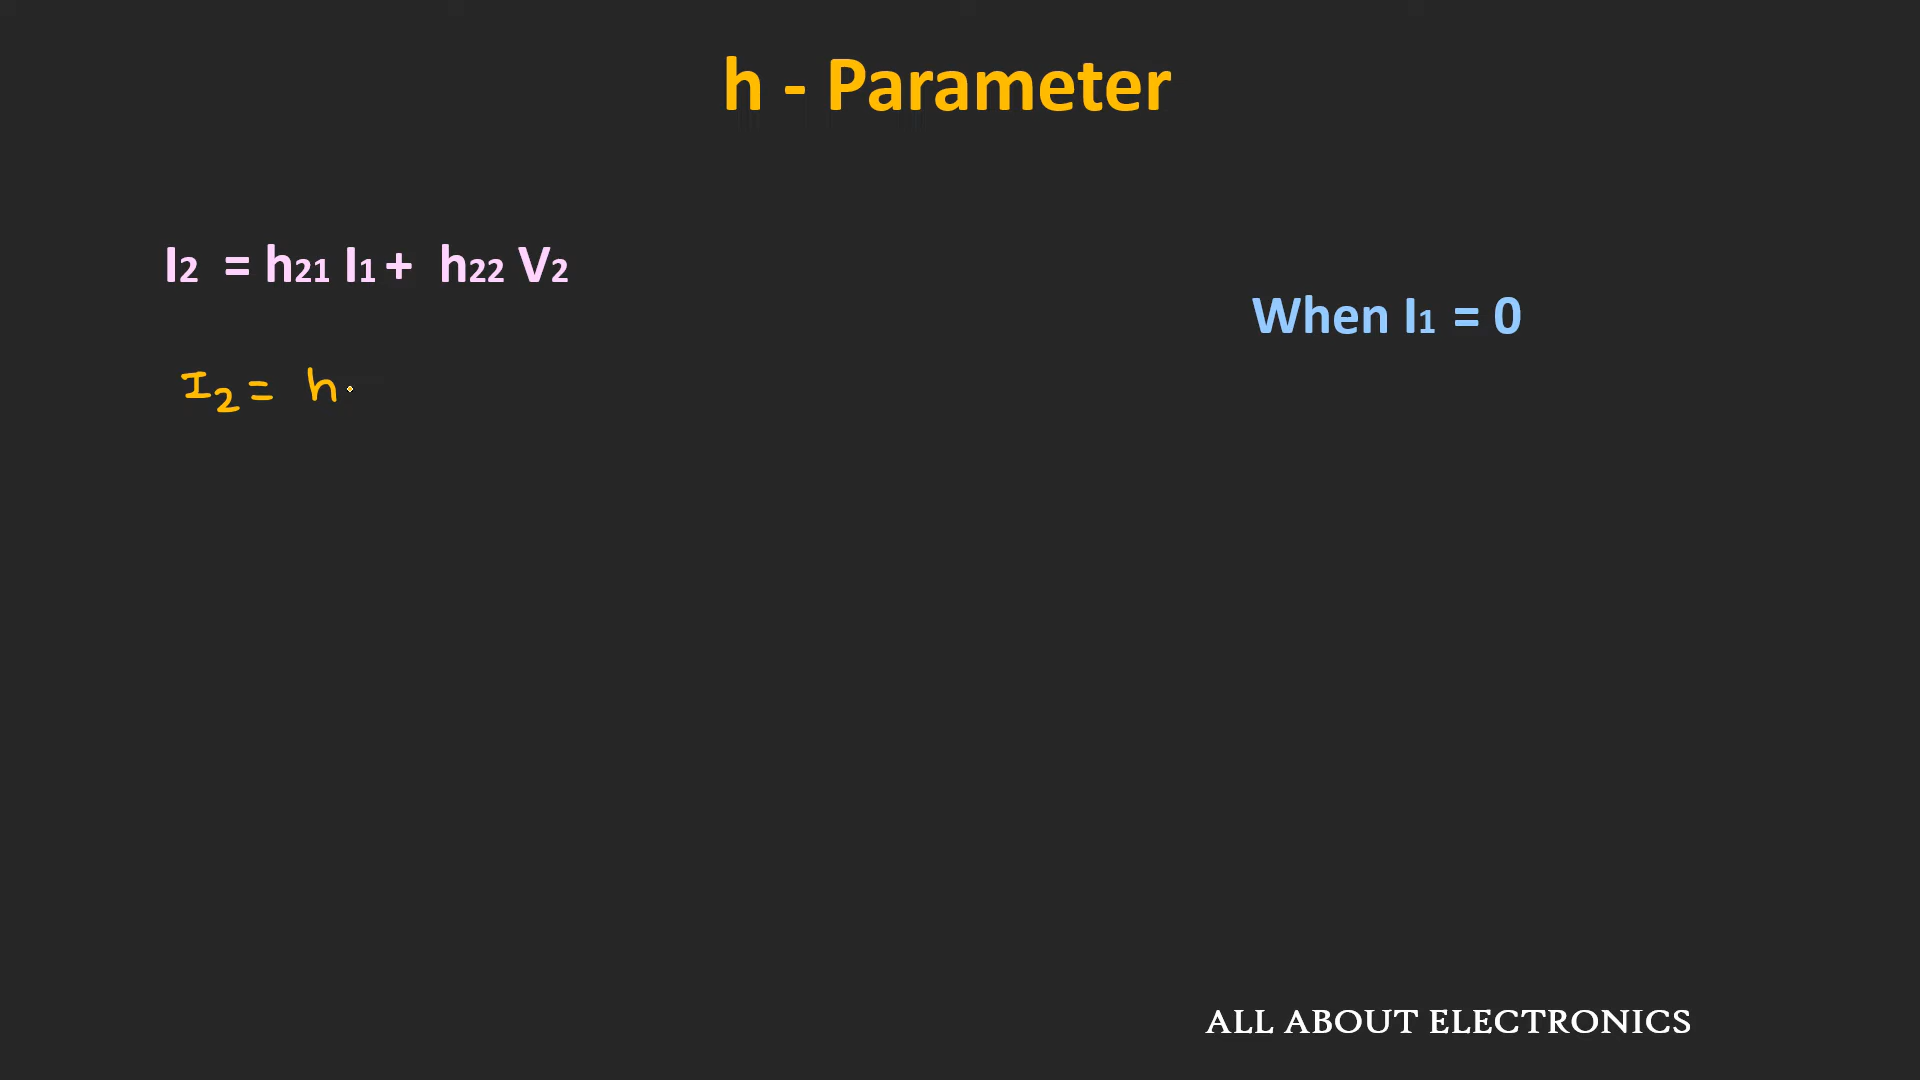 h - Parameter
I2 = h21 I1 + h22 V2
When I1 = 0
I2 = h
ALL ABOUT ELECTRONICS